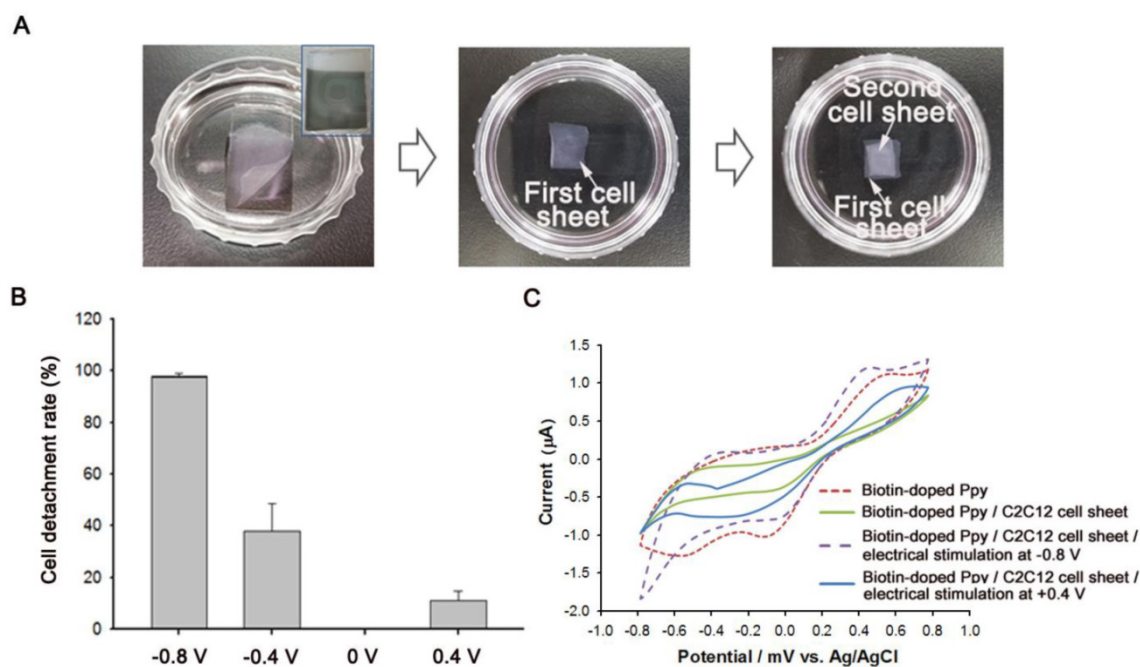 A
First cell
sheet
Second
cell sheet
First cell
sheet
B
Cell detachment rate (%)
120
100
80
60
40
20
0
-0.8 V
-0.4 V
0 V
0.4 V
C
Current (μA)
1.5
1.0
0.5
0.0
-0.5
-1.0
-1.5
-2.0
-1.0
-0.8
-0.6
-0.4
-0.2
0.0
0.2
0.4
0.6
0.8
1.0
Potential / mV vs. Ag/AgCl
Biotin-doped Ppy
Biotin-doped Ppy / C2C12 cell sheet
Biotin-doped Ppy / C2C12 cell sheet /
electrical stimulation at -0.8 V
Biotin-doped Ppy / C2C12 cell sheet /
electrical stimulation at +0.4 V